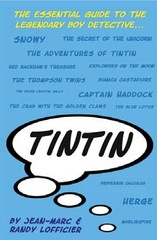 THE ESSENTIAL GUIDE TO THE
LEGENDARY BOY DETECTIVE...
SNOWY
THE SECRET OF THE UNICORN
THE ADVENTURES OF TINTIN
RED RACKHAM'S TREASURE
EXPLORERS ON THE MOON
THE THOMPSON TWINS
BIANCA CASTAFIORE
THE SEVEN CRYSTAL BALLS
CAPTAIN HADDOCK
THE CRAB WITH THE GOLDEN CLAWS
THE BLUE LOTUS
TINTIN
PROFESSOR CALCULUS
HERGE
MARLINSPIKE
BY JEAN-MARC &
RANDY LOFFICIER